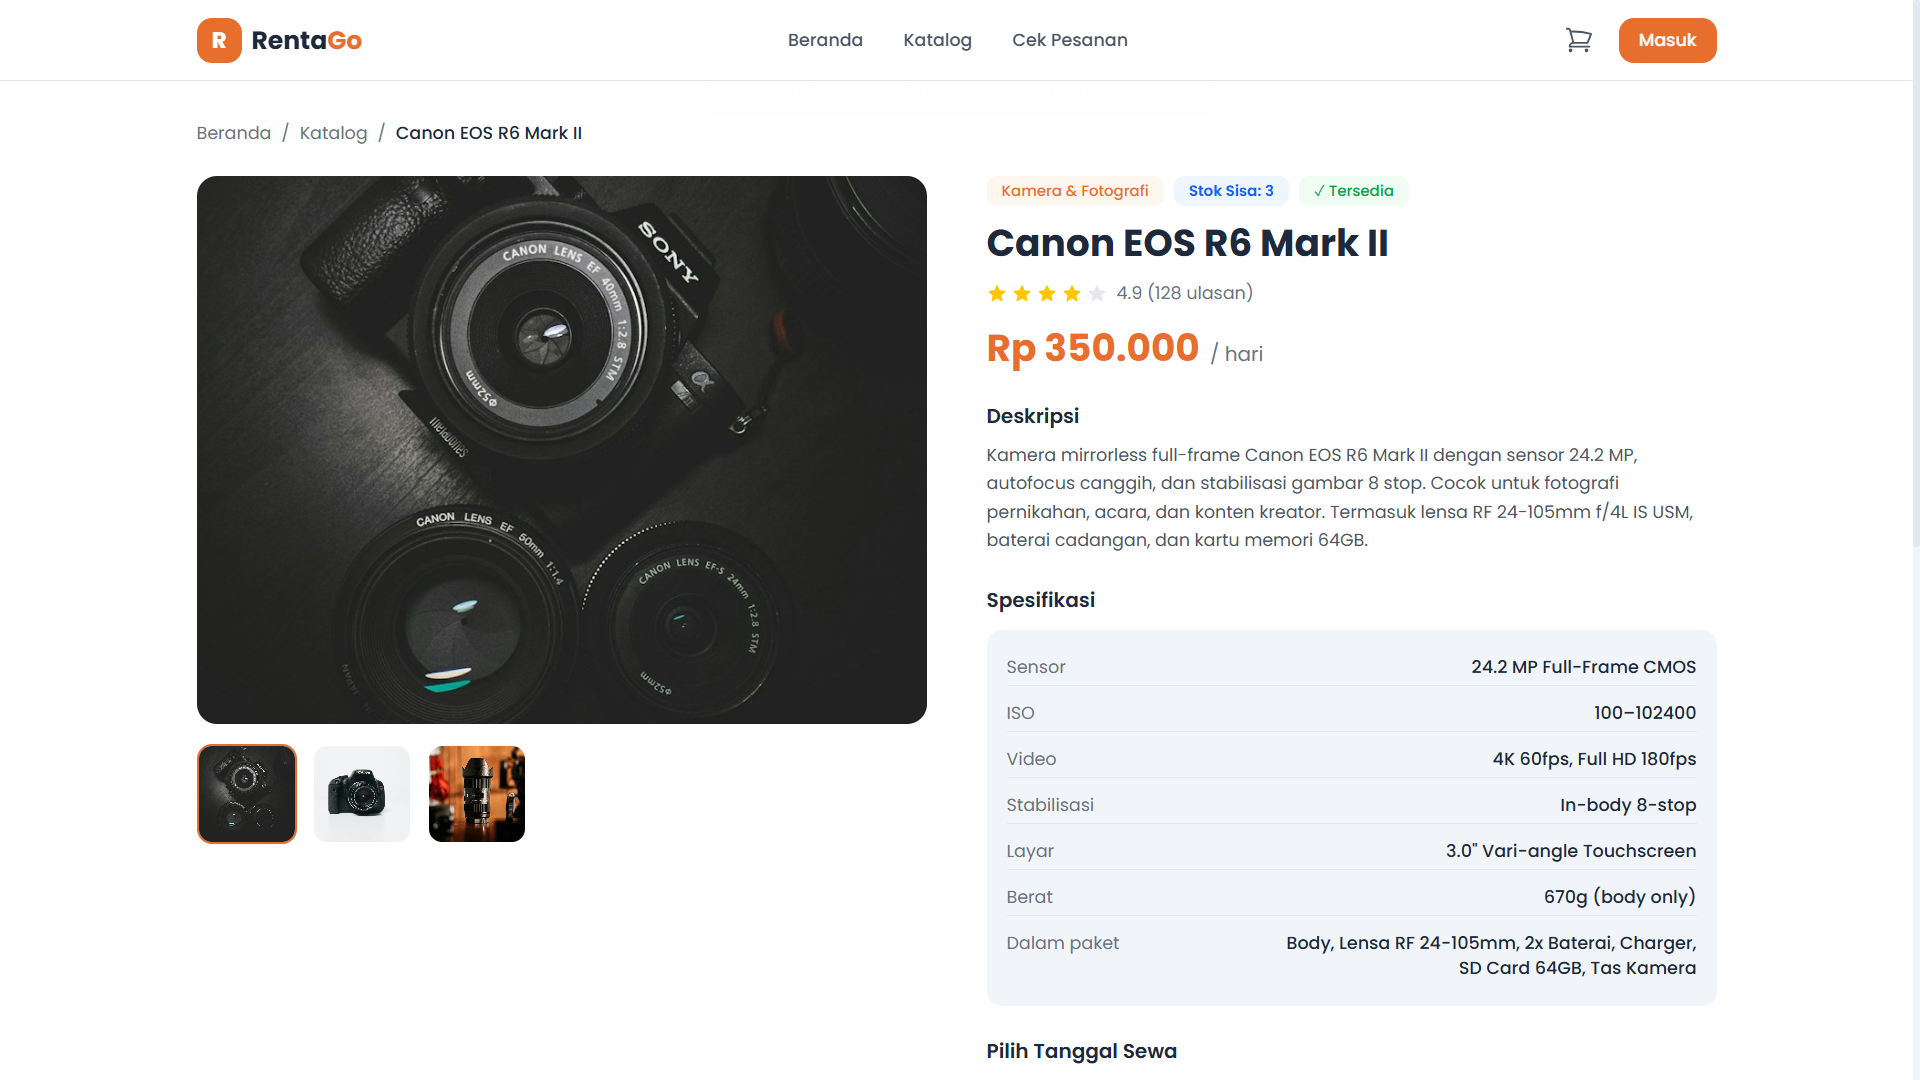 R RentaGo
Beranda Katalog Cek Pesanan
Masuk
Beranda / Katalog / Canon EOS R6 Mark II
SONY
CANON LENS EF 40mm 1:2.8 STM
Ø52mm
CANON LENS EF 50mm 1:1.4
CANON LENS EF-S 24mm 1:2.8 STM
Ø52mm
Kamera & Fotografi
Stok Sisa: 3
✓ Tersedia
Canon EOS R6 Mark II
4.9 (128 ulasan)
Rp 350.000 / hari
Deskripsi
Kamera mirrorless full-frame Canon EOS R6 Mark II dengan sensor 24.2 MP,
autofocus canggih, dan stabilisasi gambar 8 stop. Cocok untuk fotografi
pernikahan, acara, dan konten kreator. Termasuk lensa RF 24-105mm f/4L IS USM,
baterai cadangan, dan kartu memori 64GB.
Spesifikasi
Sensor 24.2 MP Full-Frame CMOS
ISO 100–102400
Video 4K 60fps, Full HD 180fps
Stabilisasi In-body 8-stop
Layar 3.0" Vari-angle Touchscreen
Berat 670g (body only)
Dalam paket Body, Lensa RF 24-105mm, 2x Baterai, Charger,
SD Card 64GB, Tas Kamera
Pilih Tanggal Sewa